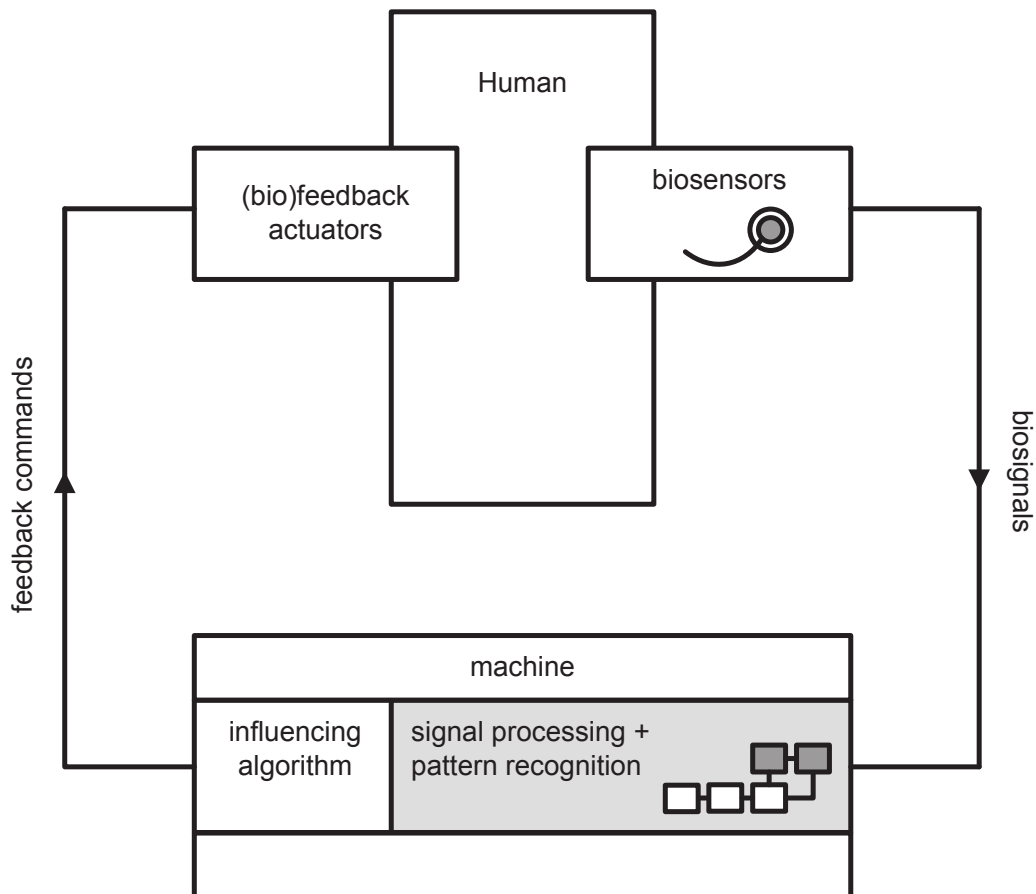 Human
(bio)feedback
actuators
biosensors
feedback commands
biosignals
machine
influencing
algorithm
signal processing +
pattern recognition